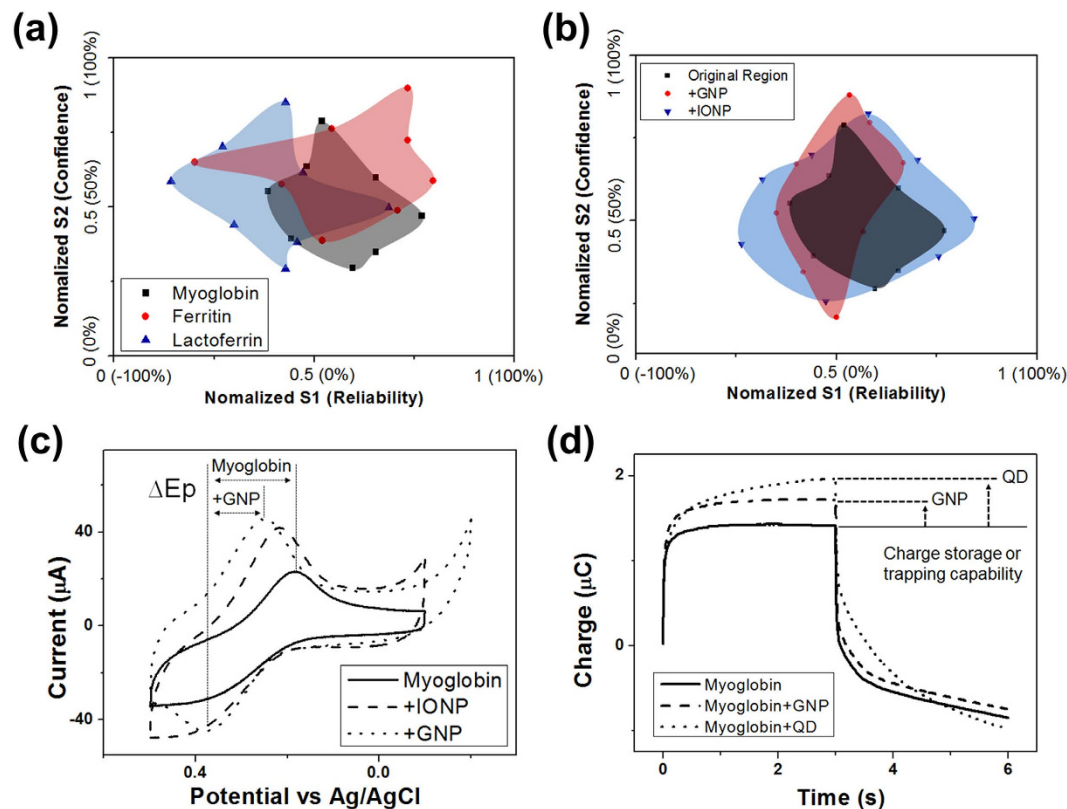 (a)
Nomalized S2 (Confidence)
1 (100%)
0.5 (50%)
0 (0%)
Myoglobin
Ferritin
Lactoferrin
0 (-100%)
0.5 (0%)
1 (100%)
Nomalized S1 (Reliability)
(b)
Nomalized S2 (Confidence)
1 (100%)
0.5 (50%)
0 (0%)
Original Region
+GNP
+IONP
0 (-100%)
0.5 (0%)
1 (100%)
Nomalized S1 (Reliability)
(c)
Current (µA)
40
0
-40
ΔEp
Myoglobin
+GNP
Myoglobin
+IONP
+GNP
0.4
0.0
Potential vs Ag/AgCl
(d)
Charge (µC)
2
0
QD
GNP
Charge storage or
trapping capability
Myoglobin
Myoglobin+GNP
Myoglobin+QD
0
3
6
Time (s)